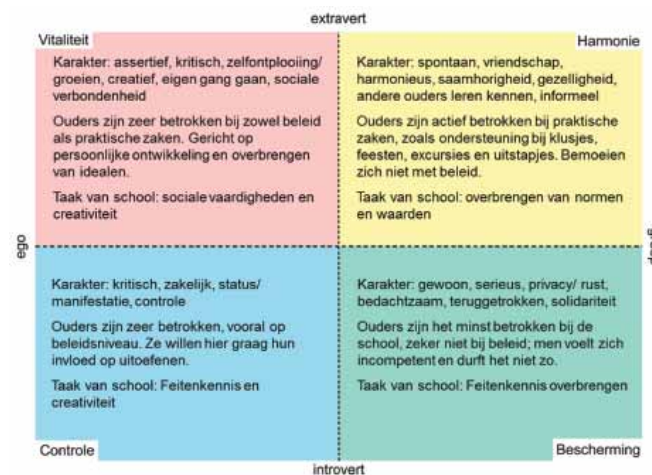 extravert
Vitaliteit
Harmonie
Karakter: assertief, kritisch, zelfontplooiing/
groeien, creatief, eigen gang gaan, sociale
verbondenheid
Ouders zijn zeer betrokken bij zowel beleid
als praktische zaken. Gericht op
persoonlijke ontwikkeling en overbrengen
van idealen.
Taak van school: sociale vaardigheden en
creativiteit
Karakter: spontaan, vriendschap,
harmonieus, saamhorigheid, gezelligheid,
andere ouders leren kennen, informeel
Ouders zijn actief betrokken bij praktische
zaken, zoals ondersteuning bij klusjes,
feesten, excursies en uitstapjes. Bemoeien
zich niet met beleid.
Taak van school: overbrengen van normen
en waarden
ego
groep
Karakter: kritisch, zakelijk, status/
manifestatie, controle
Ouders zijn zeer betrokken, vooral op
beleidsniveau. Ze willen hier graag hun
invloed op uitoefenen.
Taak van school: Feitenkennis en
creativiteit
Karakter: gewoon, serieus, privacy/ rust,
bedachtzaam, teruggetrokken, solidariteit
Ouders zijn het minst betrokken bij de
school, zeker niet bij beleid; men voelt zich
incompetent en durft het niet zo.
Taak van school: Feitenkennis overbrengen
Controle
Bescherming
introvert